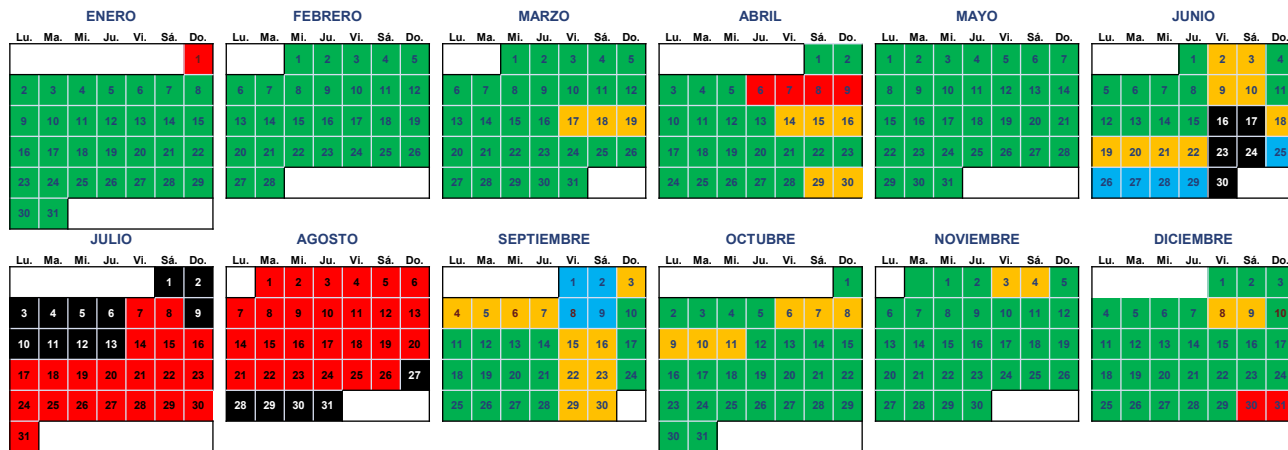 ENERO FEBRERO MARZO ABRIL MAYO JUNIO
Lu. Ma. Mi. Ju. Vi. Sá. Do. Lu. Ma. Mi. Ju. Vi. Sá. Do. Lu. Ma. Mi. Ju. Vi. Sá. Do. Lu. Ma. Mi. Ju. Vi. Sá. Do. Lu. Ma. Mi. Ju. Vi. Sá. Do. Lu. Ma. Mi. Ju. Vi. Sá. Do.
1 1 2 3 4 5 1 2 3 4 5 1 2 1 2 3 4 5 6 7 1 2 3 4
2 3 4 5 6 7 8 6 7 8 9 10 11 12 6 7 8 9 10 11 12 3 4 5 6 7 8 9 8 9 10 11 12 13 14 5 6 7 8 9 10 11
9 10 11 12 13 14 15 13 14 15 16 17 18 19 13 14 15 16 17 18 19 10 11 12 13 14 15 16 15 16 17 18 19 20 21 12 13 14 15 16 17 18
16 17 18 19 20 21 22 20 21 22 23 24 25 26 20 21 22 23 24 25 26 17 18 19 20 21 22 23 22 23 24 25 26 27 28 19 20 21 22 23 24 25
23 24 25 26 27 28 29 27 28 27 28 29 30 31 24 25 26 27 28 29 30 29 30 31 26 27 28 29 30
30 31
JULIO AGOSTO SEPTIEMBRE OCTUBRE NOVIEMBRE DICIEMBRE
Lu. Ma. Mi. Ju. Vi. Sá. Do. Lu. Ma. Mi. Ju. Vi. Sá. Do. Lu. Ma. Mi. Ju. Vi. Sá. Do. Lu. Ma. Mi. Ju. Vi. Sá. Do. Lu. Ma. Mi. Ju. Vi. Sá. Do. Lu. Ma. Mi. Ju. Vi. Sá. Do.
1 2 1 2 3 4 5 6 1 2 3 1 1 2 3 4 5 1 2 3
3 4 5 6 7 8 9 7 8 9 10 11 12 13 4 5 6 7 8 9 10 2 3 4 5 6 7 8 6 7 8 9 10 11 12 4 5 6 7 8 9 10
10 11 12 13 14 15 16 14 15 16 17 18 19 20 11 12 13 14 15 16 17 9 10 11 12 13 14 15 13 14 15 16 17 18 19 11 12 13 14 15 16 17
17 18 19 20 21 22 23 21 22 23 24 25 26 27 18 19 20 21 22 23 24 16 17 18 19 20 21 22 20 21 22 23 24 25 26 18 19 20 21 22 23 24
24 25 26 27 28 29 30 28 29 30 31 25 26 27 28 29 30 23 24 25 26 27 28 29 27 28 29 30 25 26 27 28 29 30 31
31 30 31